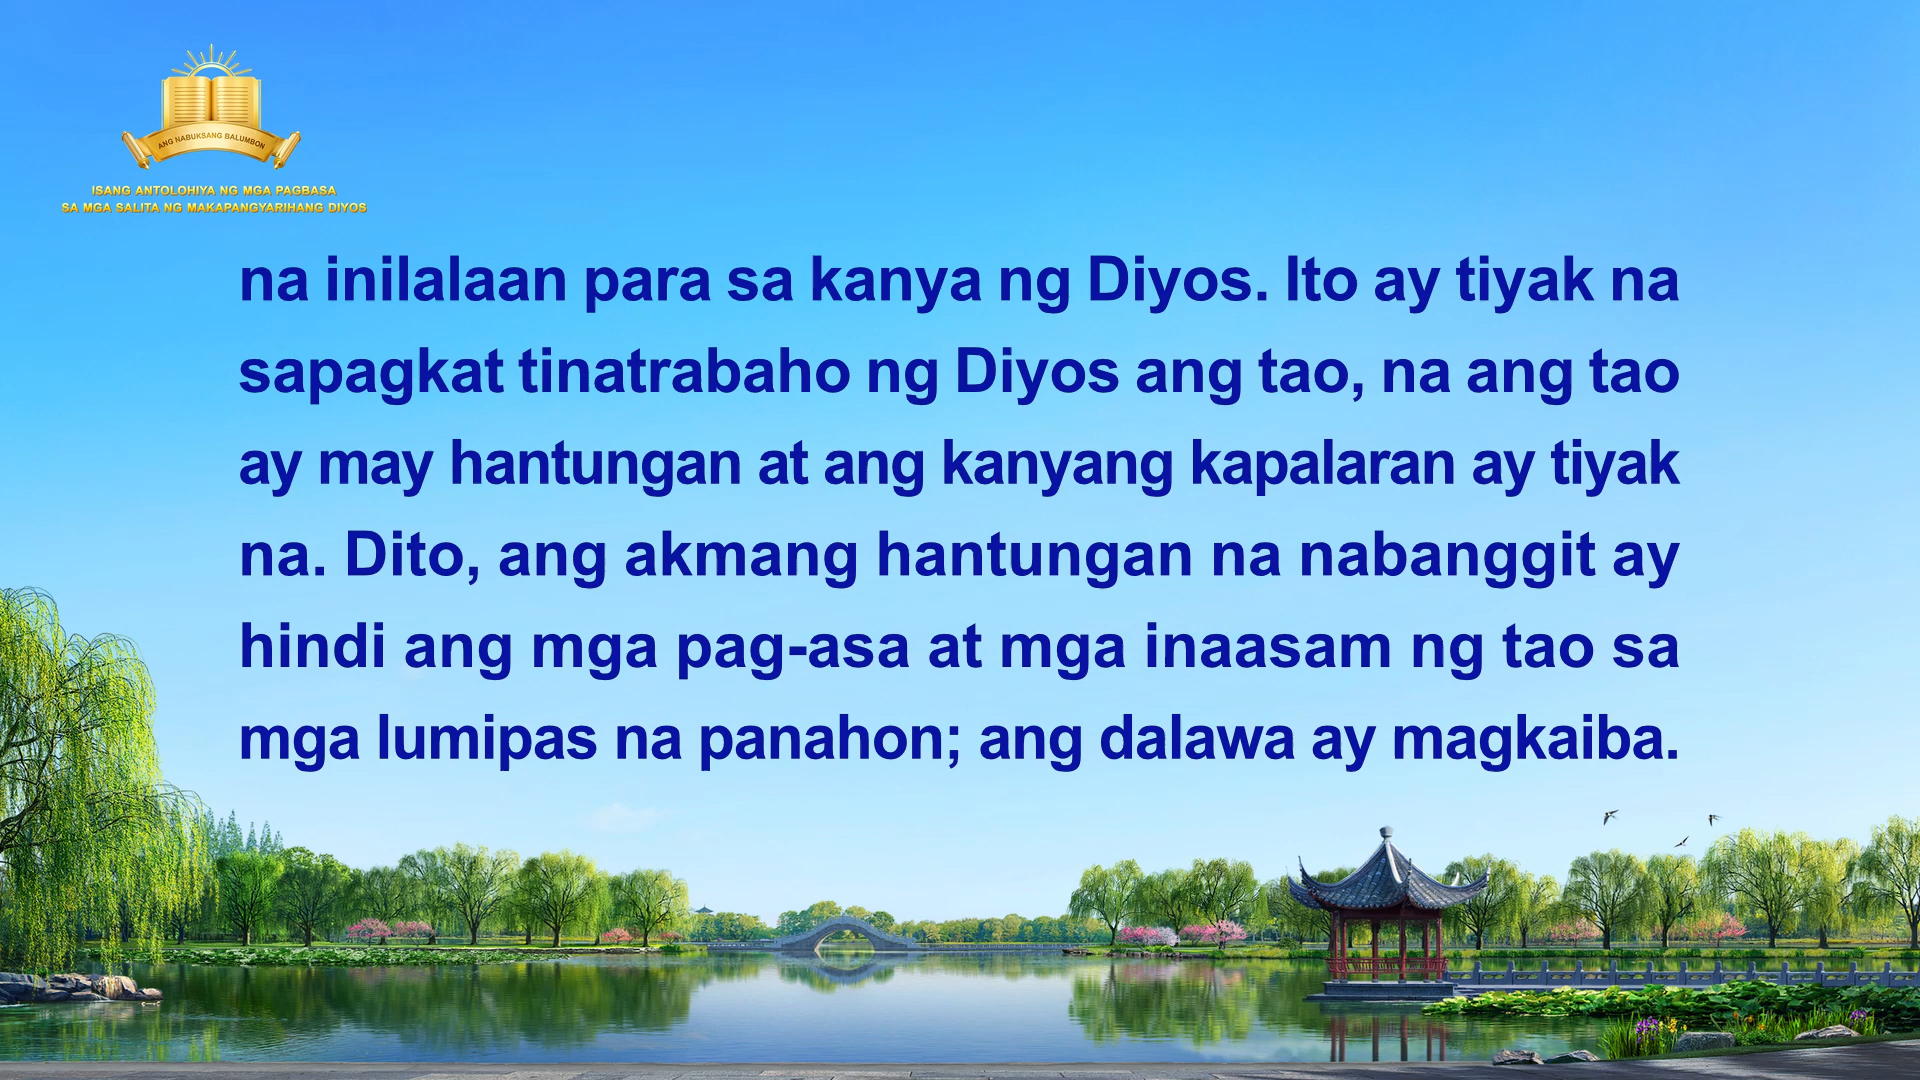 ANG NABUKSANG BALUMBON
ISANG ANTOLOHIYA NG MGA PAGBASA
SA MGA SALITA NG MAKAPANGYARIHANG DIYOS
na inilalaan para sa kanya ng Diyos. Ito ay tiyak na
sapagkat tinatrabaho ng Diyos ang tao, na ang tao
ay may hantungan at ang kanyang kapalaran ay tiyak
na. Dito, ang akmang hantungan na nabanggit ay
hindi ang mga pag-asa at mga inaasam ng tao sa
mga lumipas na panahon; ang dalawa ay magkaiba.